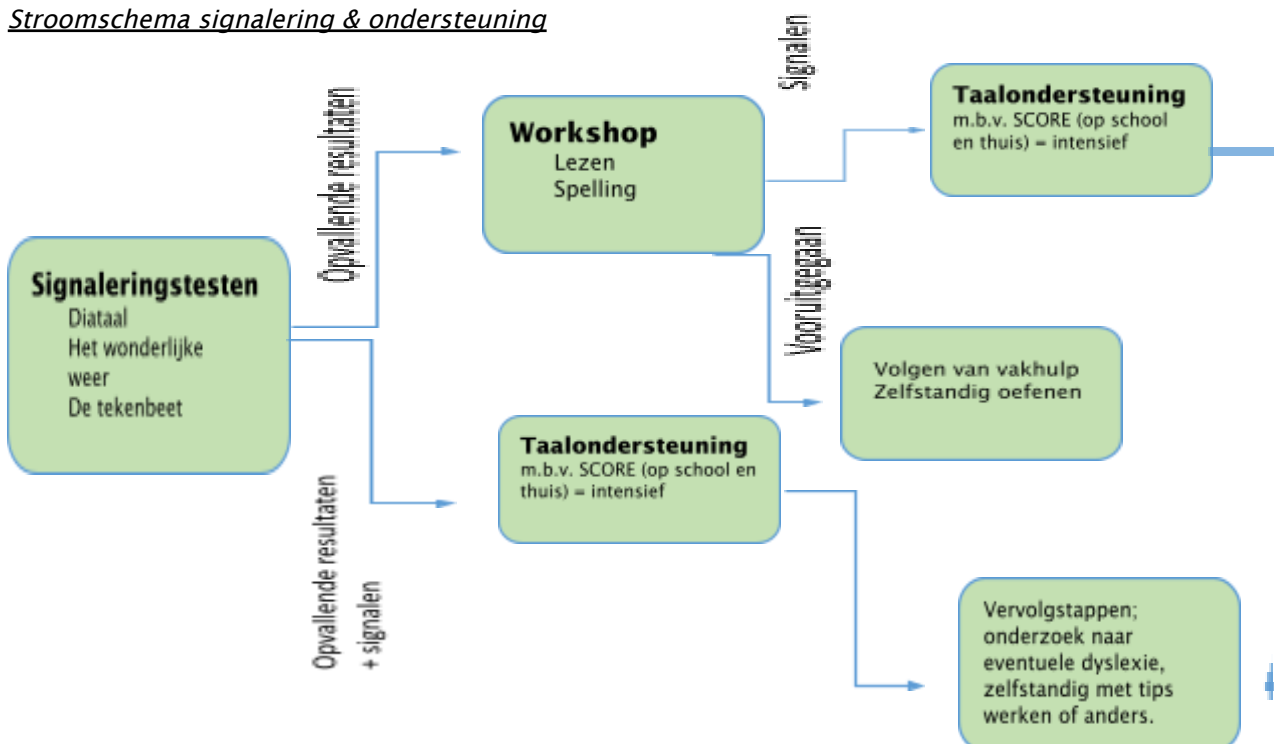 Stroomschema signalering & ondersteuning
Signaleringstesten
Diataal
Het wonderlijke
weer
De tekenbeet
Opvallende resultaten
Workshop
Lezen
Spelling
Signalen
Taalondersteuning
m.b.v. SCORE (op school
en thuis) = intensief
Vooruitgegaan
Volgen van vakhulp
Zelfstandig oefenen
Opvallende resultaten
+ signalen
Taalondersteuning
m.b.v. SCORE (op school en
thuis) = intensief
Vervolgstappen;
onderzoek naar
eventuele dyslexie,
zelfstandig met tips
werken of anders.